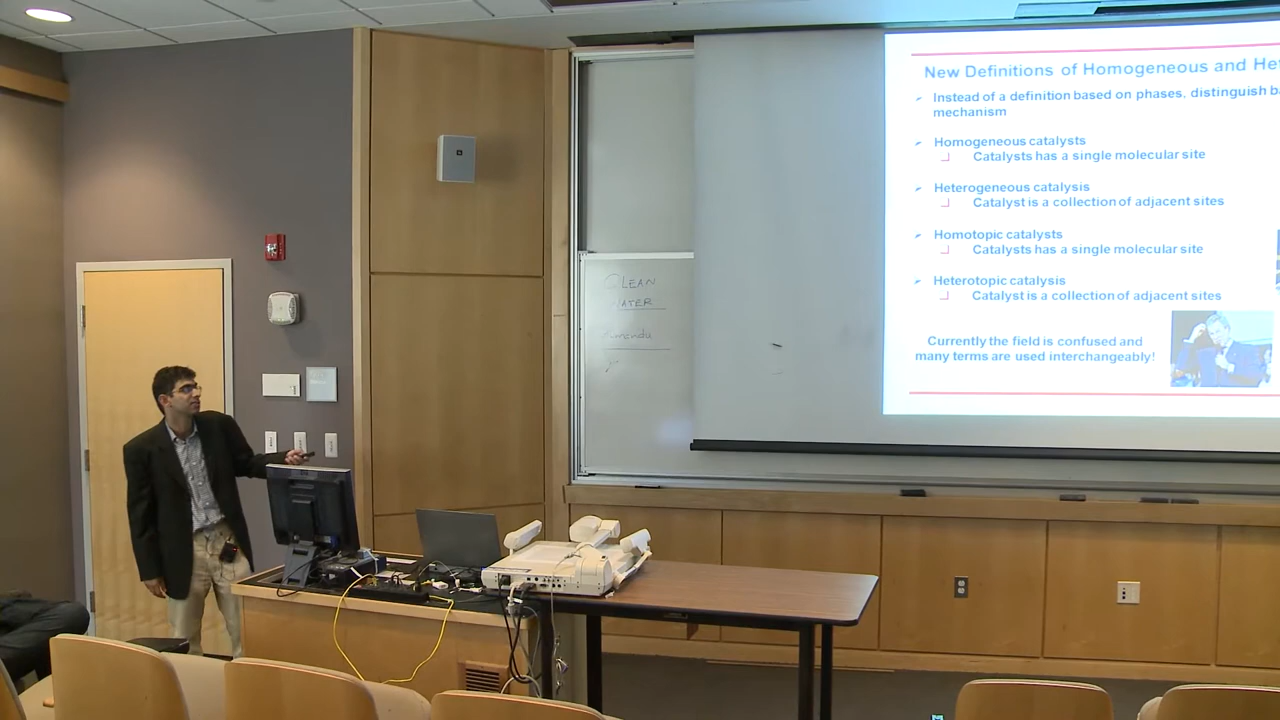 New Definitions of Homogeneous and He
Instead of a definition based on phases, distinguish b
mechanism
Homogeneous catalysts
Catalysts has a single molecular site
Heterogeneous catalysis
Catalyst is a collection of adjacent sites
Homotopic catalysts
Catalysts has a single molecular site
Heterotopic catalysis
Catalyst is a collection of adjacent sites
Currently the field is confused and
many terms are used interchangeably!
QLEAN
WATER